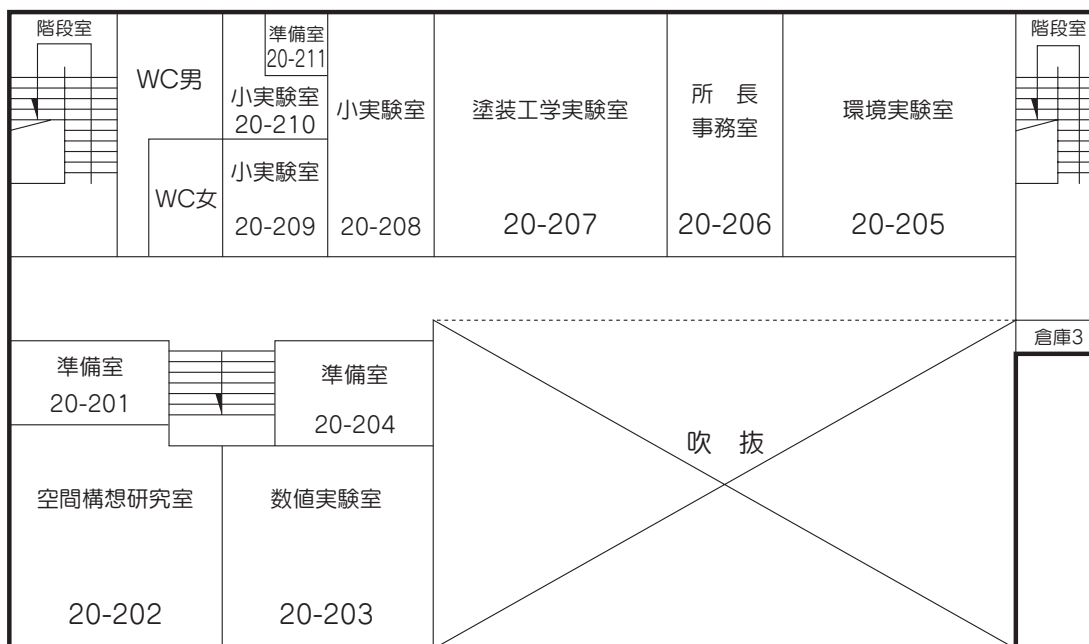 階段室
WC男
WC女
準備室
20-211
小実験室
20-210
小実験室
20-209
小実験室
20-208
塗装工学実験室
20-207
所 長
事務室
20-206
環境実験室
20-205
階段室
倉庫3
準備室
20-201
準備室
20-204
吹 抜
空間構想研究室
20-202
数値実験室
20-203